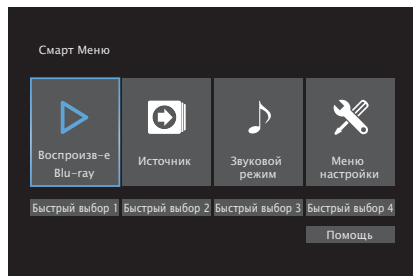 Смарт Меню
Воспроизв-е
Blu-ray
Источник
Звуковой
режим
Меню
настройки
Быстрый выбор 1
Быстрый выбор 2
Быстрый выбор 3
Быстрый выбор 4
Помощь